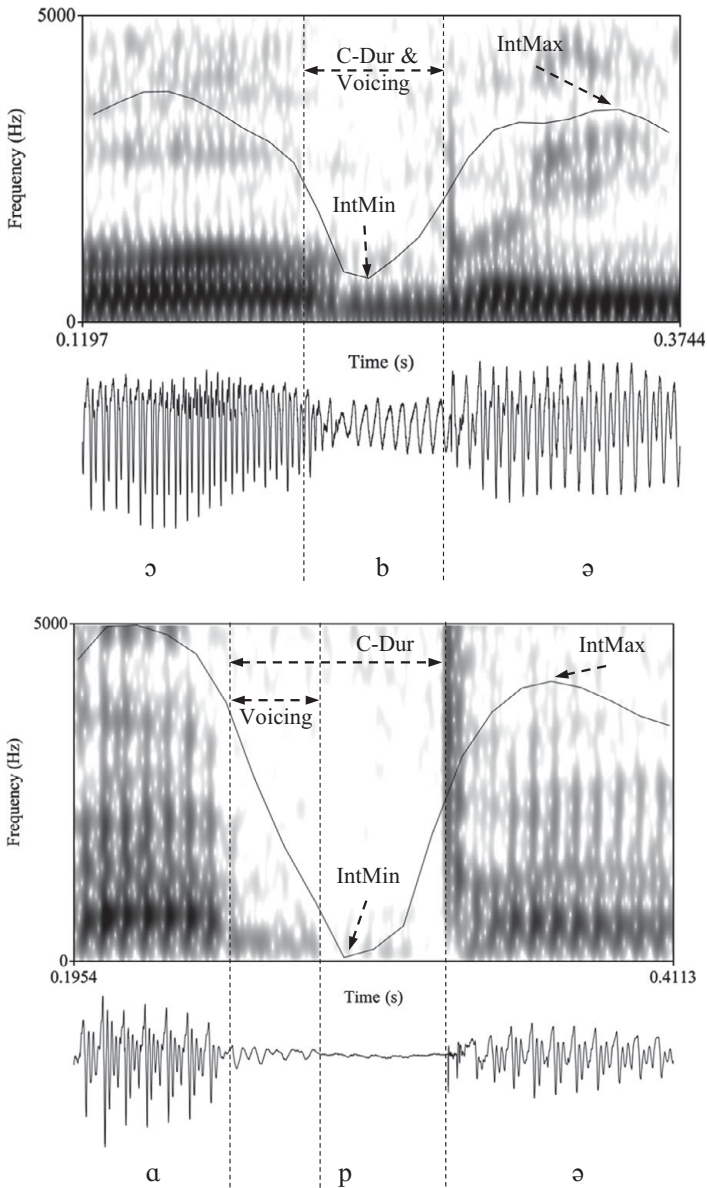 5000
C-Dur &
Voicing
IntMax
IntMin
Frequency (Hz)
0
0.1197
0.3744
Time (s)
ɔ q ə
5000
C-Dur
IntMax
Voicing
IntMin
Frequency (Hz)
0
0.1954
0.4113
Time (s)
ɑ d ə